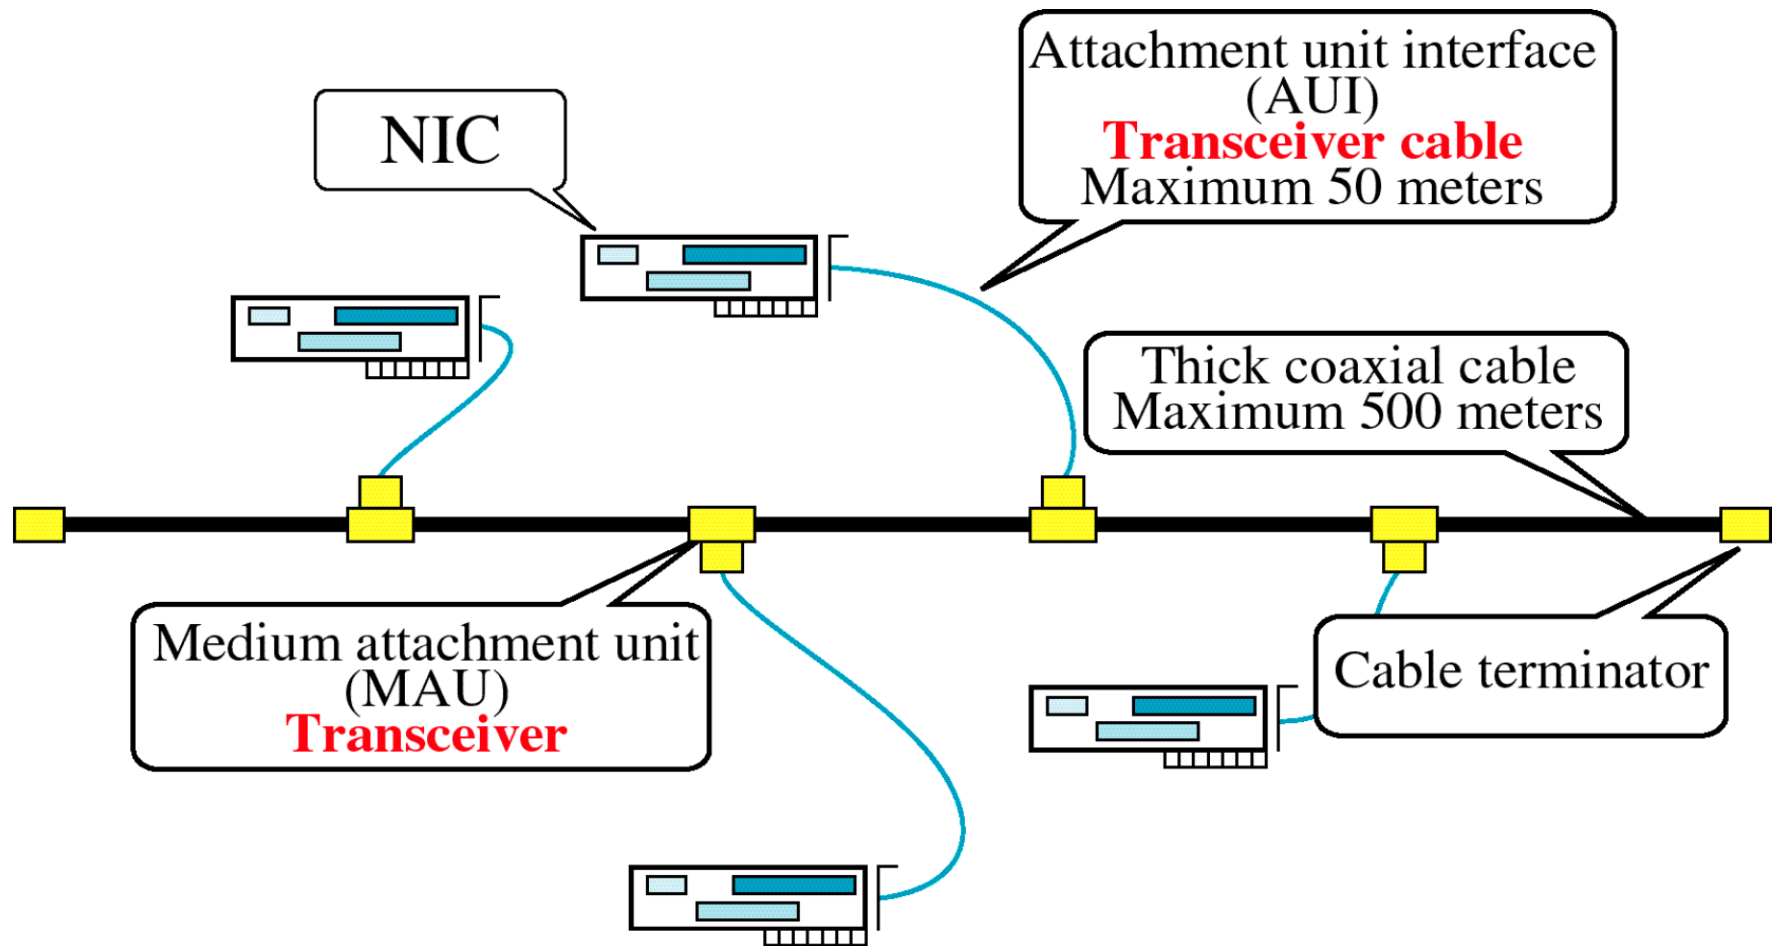 Attachment unit interface
(AUI)
Transceiver cable
Maximum 50 meters
NIC
Thick coaxial cable
Maximum 500 meters
Medium attachment unit
(MAU)
Transceiver
Cable terminator